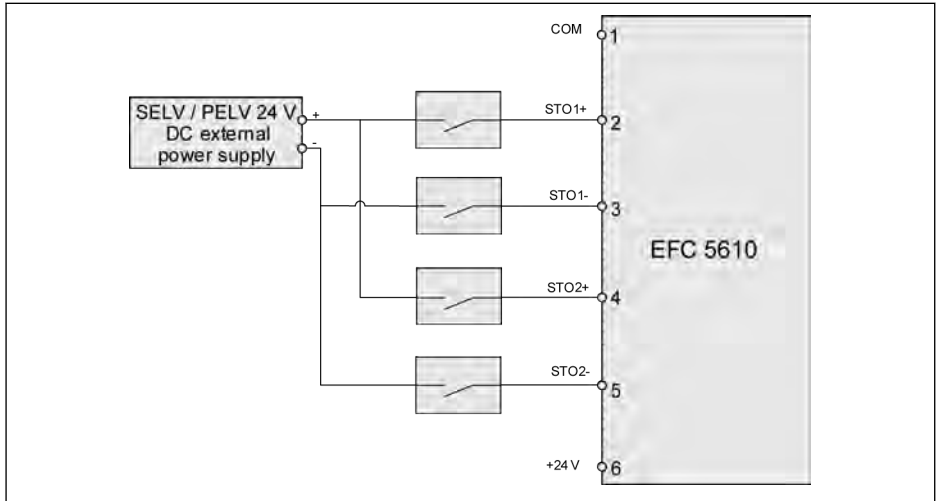 COM
1
SELV / PELV 24 V
DC external
power supply
+
-
STO1+
2
STO1-
3
EFC 5610
STO2+
4
STO2-
5
+24 V
6